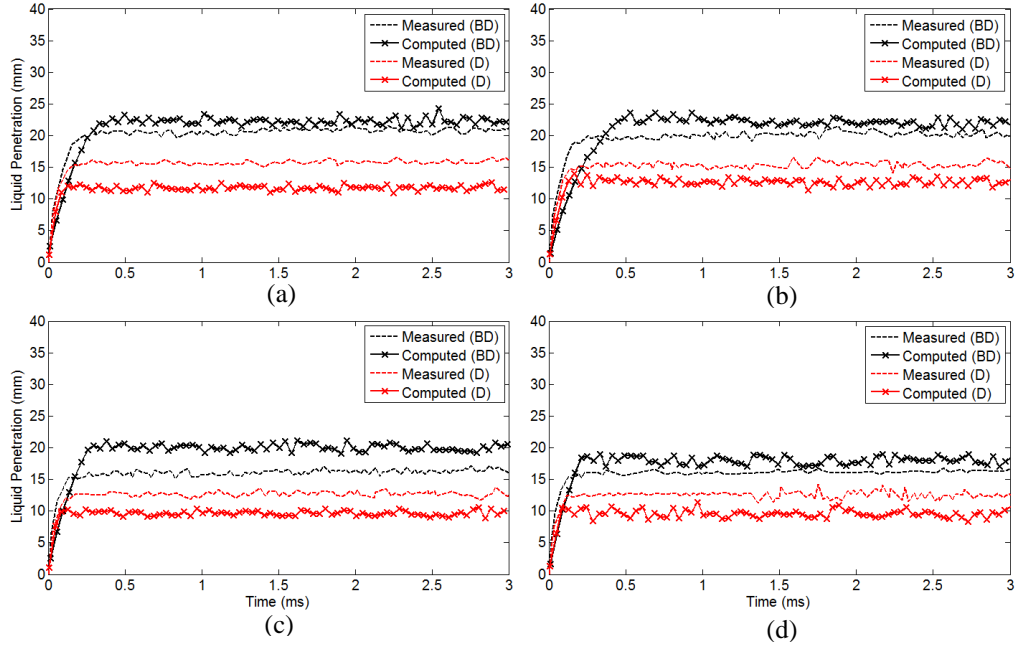 40
35
30
25
20
15
10
5
0
Liquid Penetration (mm)
Measured (BD)
Computed (BD)
Measured (D)
Computed (D)
0 0.5 1 1.5 2 2.5 3
(a)
40
35
30
25
20
15
10
5
0
Measured (BD)
Computed (BD)
Measured (D)
Computed (D)
0 0.5 1 1.5 2 2.5 3
(b)
40
35
30
25
20
15
10
5
0
Liquid Penetration (mm)
Measured (BD)
Computed (BD)
Measured (D)
Computed (D)
0 0.5 1 1.5 2 2.5 3
Time (ms)
(c)
40
35
30
25
20
15
10
5
0
Measured (BD)
Computed (BD)
Measured (D)
Computed (D)
0 0.5 1 1.5 2 2.5 3
Time (ms)
(d)